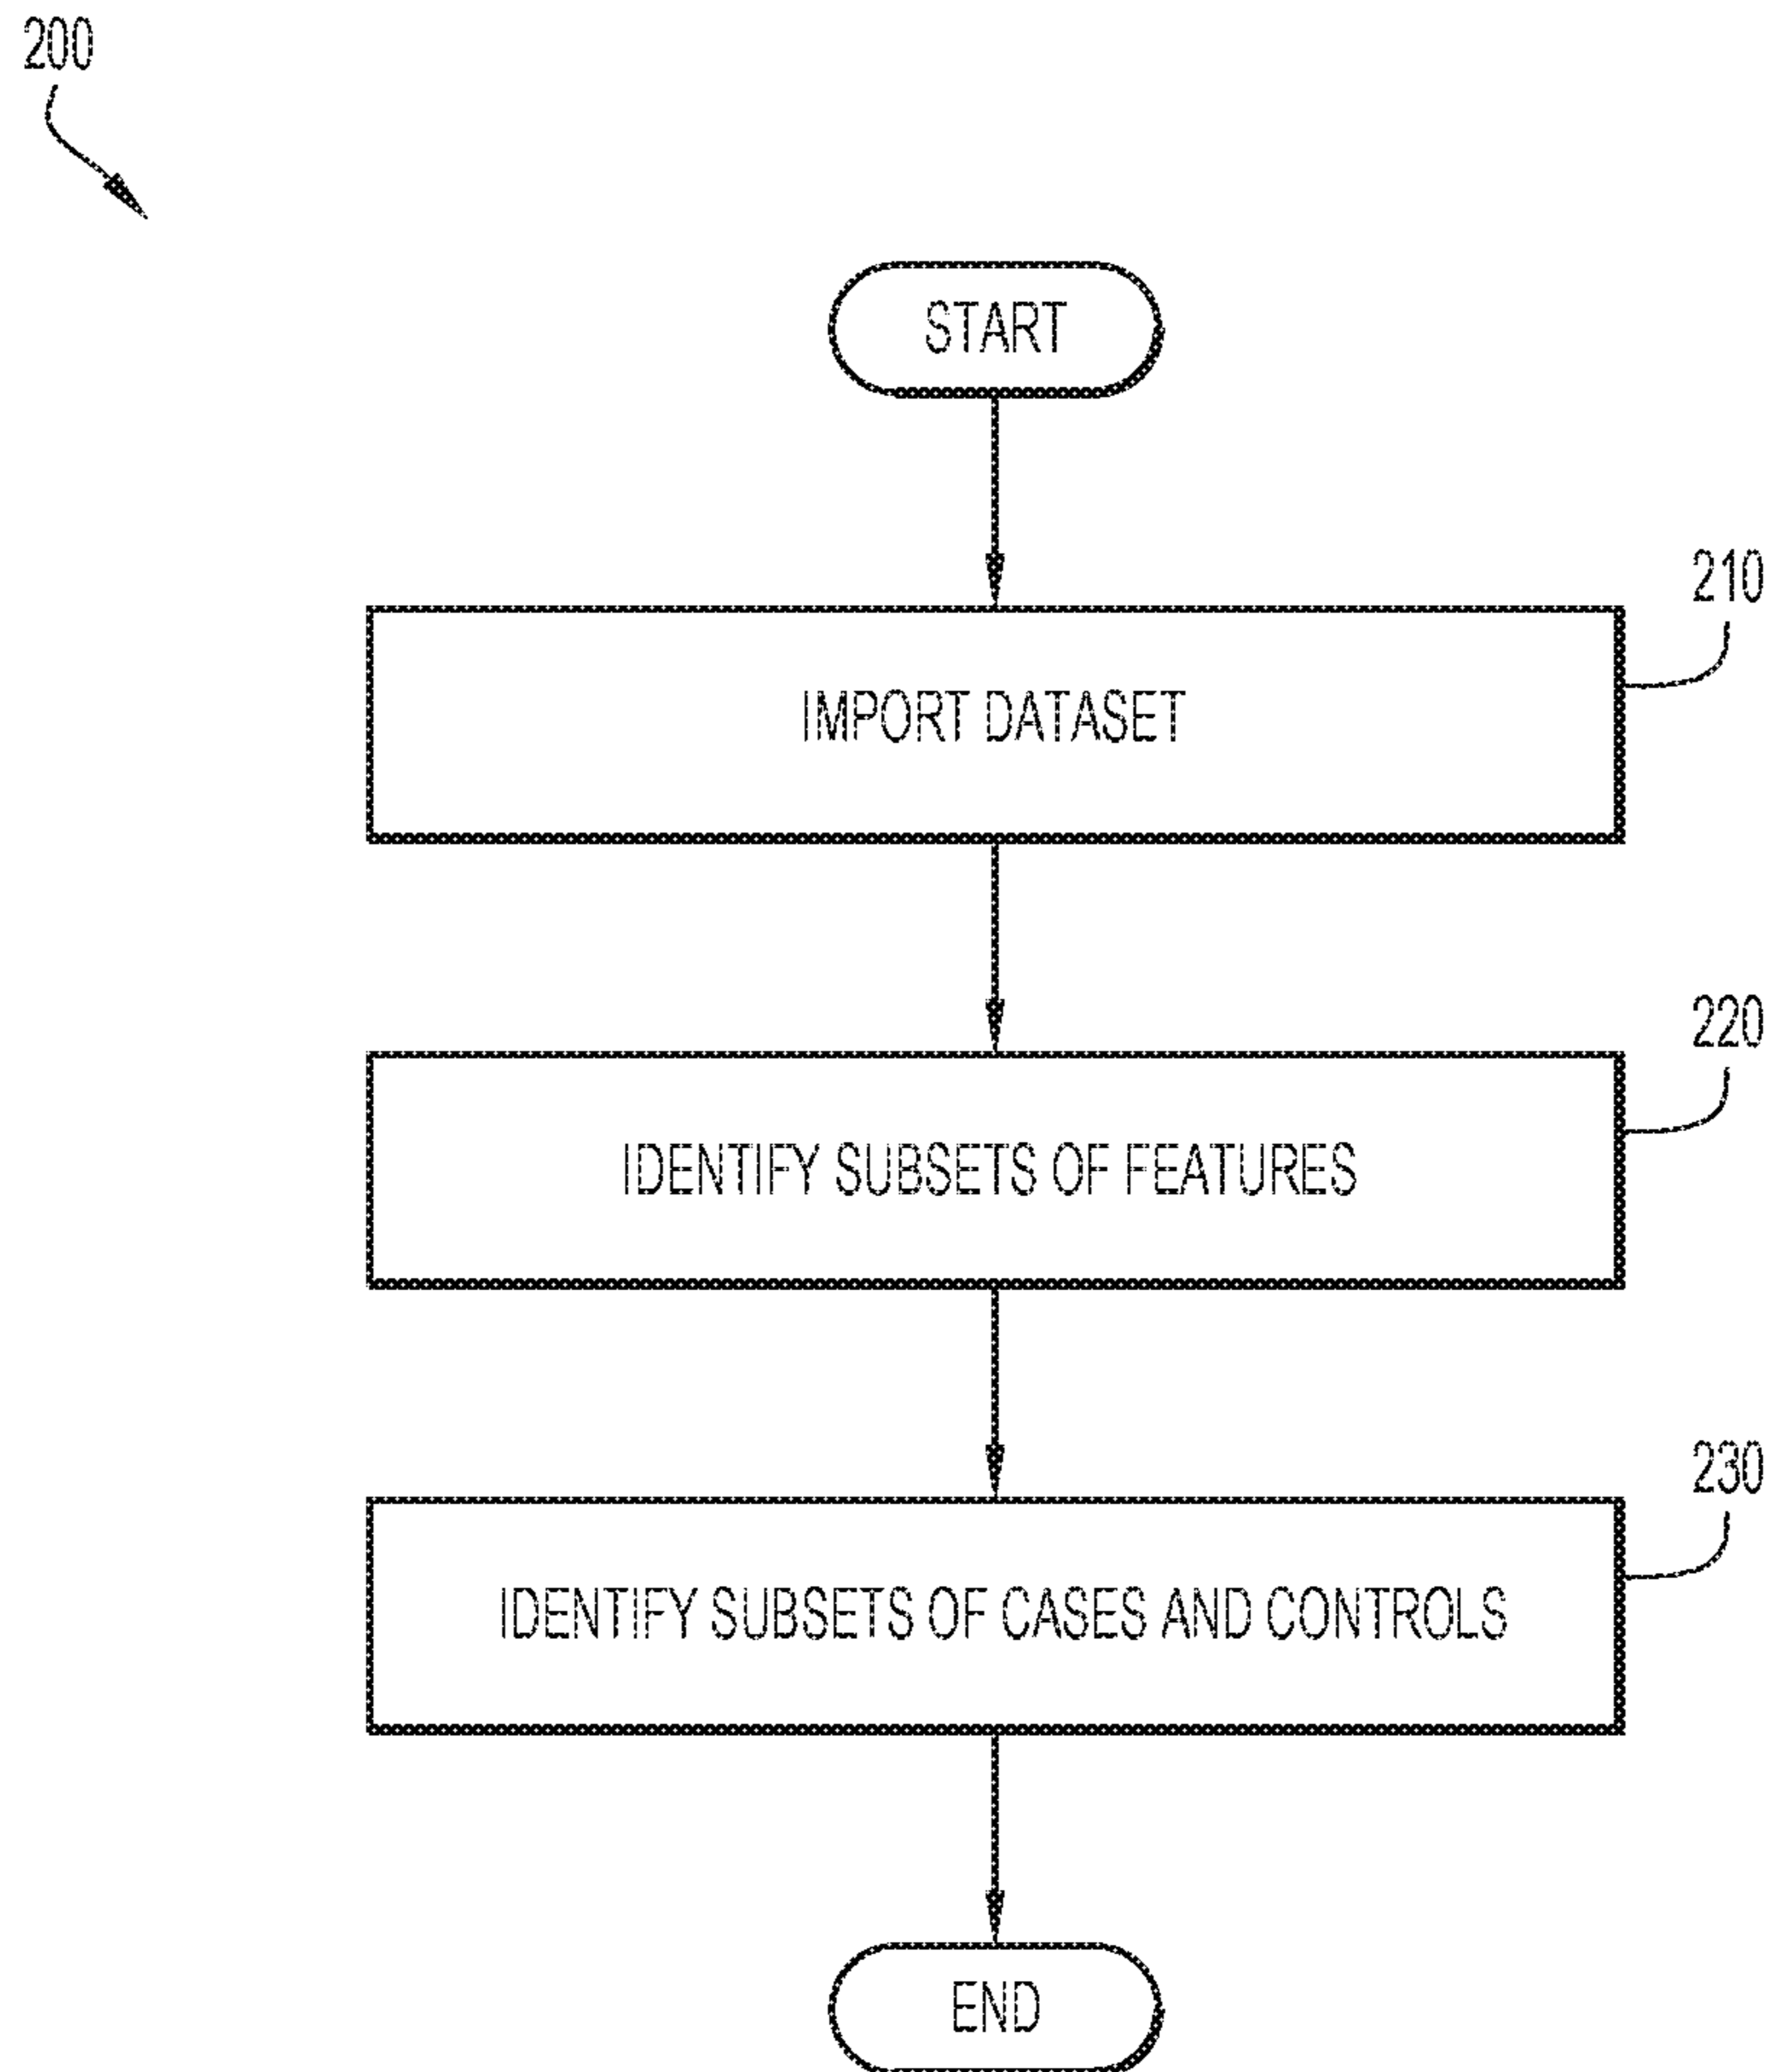 200
START
210
IMPORT DATASET
220
IDENTIFY SUBSETS OF FEATURES
230
IDENTIFY SUBSETS OF CASES AND CONTROLS
END